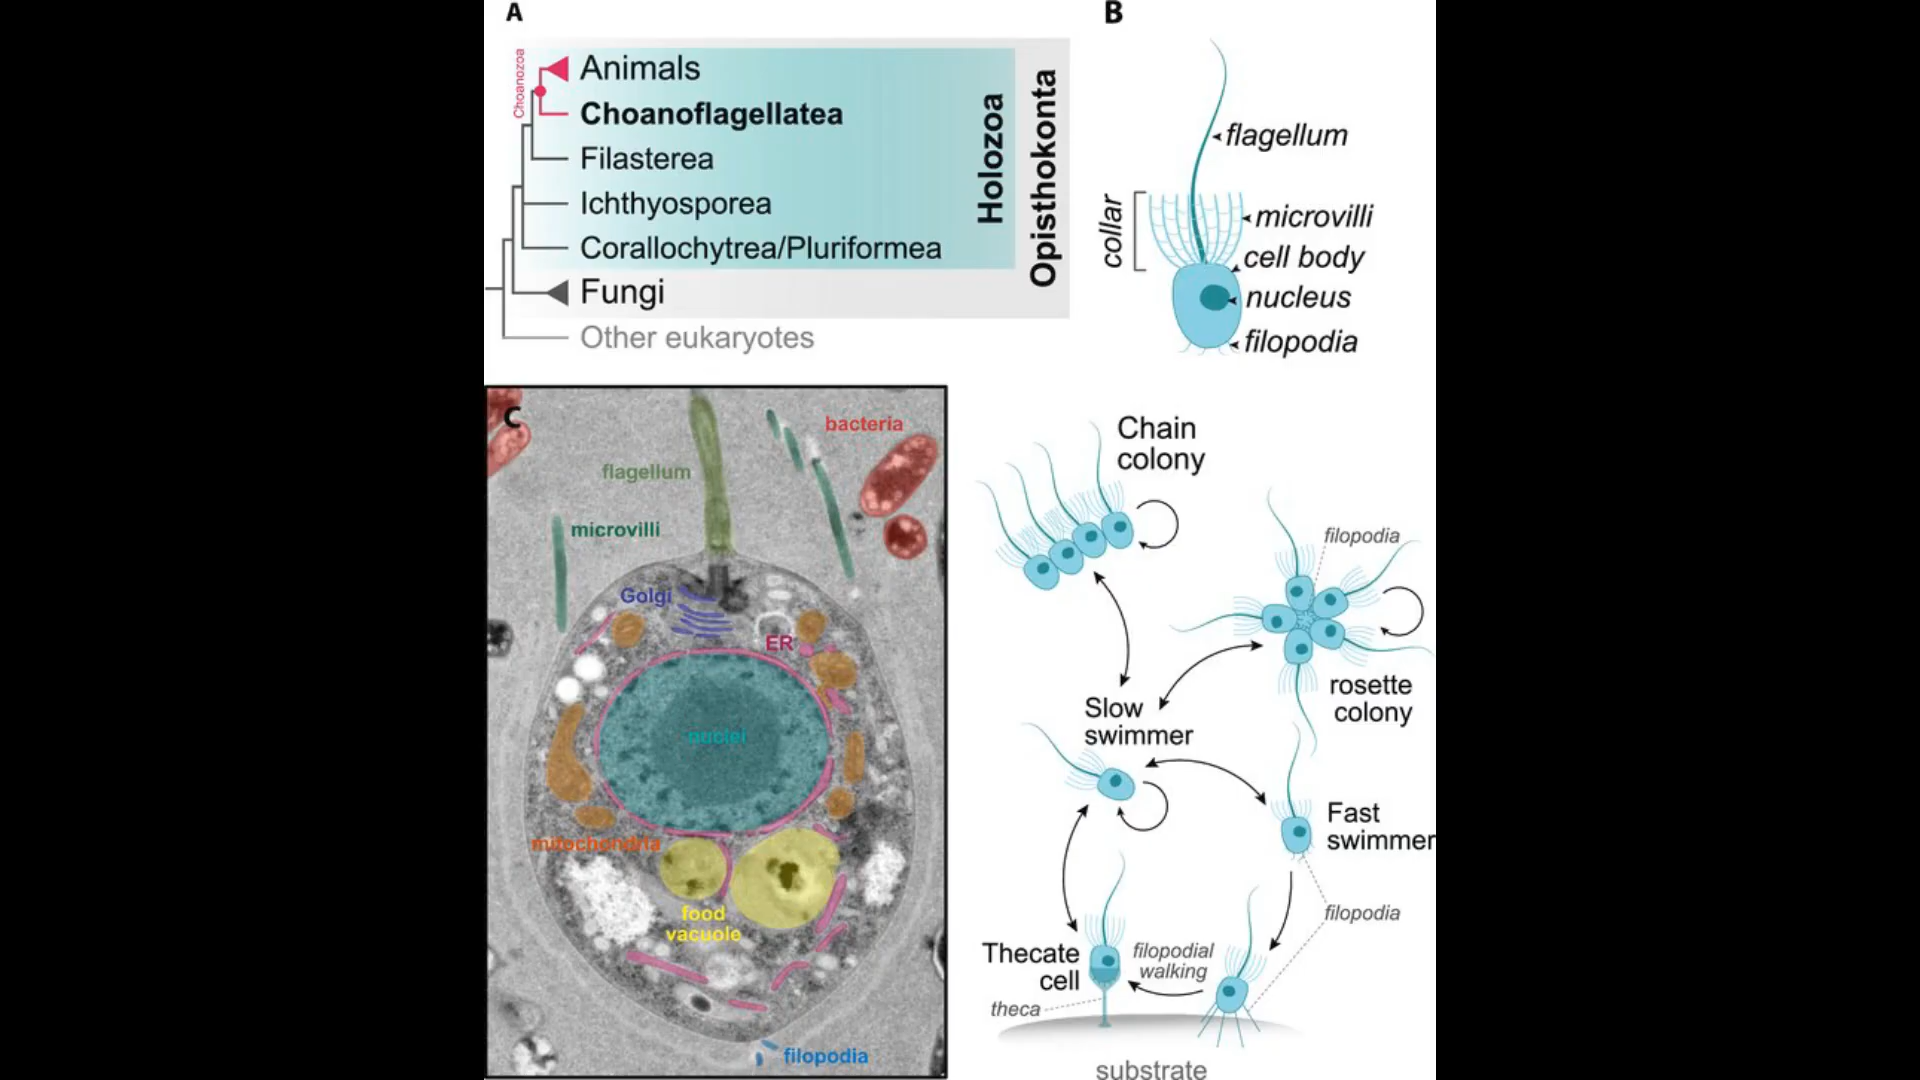 A
Choanozoa
Animals
Choanoflagellatea
Filasterea
Ichthyosporea
Corallochytrea/Pluriformea
Fungi
Other eukaryotes
Holozoa
Opisthokonta
B
flagellum
collar
microvilli
cell body
nucleus
filopodia
C
bacteria
flagellum
microvilli
Golgi
ER
nuclei
mitochondria
food
vacuole
filopodia
Chain
colony
filopodia
rosette
colony
Slow
swimmer
Fast
swimmer
filopodia
Thecate
cell
filopodial
walking
theca
substrate